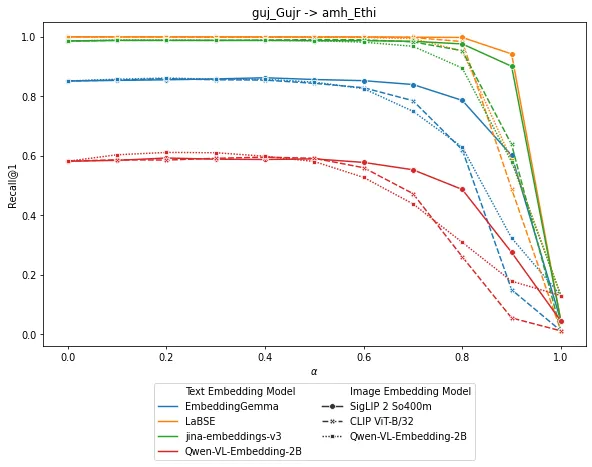 guj_Gujr -> amh_Ethi
Recall@1
1.0
0.8
0.6
0.4
0.2
0.0
0.0 0.2 0.4 0.6 0.8 1.0
α
Text Embedding Model
EmbeddingGemma
LaBSE
jina-embeddings-v3
Qwen-VL-Embedding-2B
Image Embedding Model
SigLIP 2 So400m
CLIP ViT-B/32
Qwen-VL-Embedding-2B